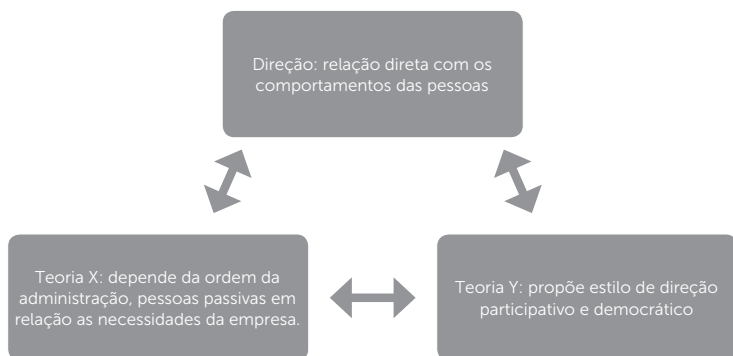 Direção: relação direta com os
comportamentos das pessoas
Teoria X: depende da ordem da
administração, pessoas passivas em
relação as necessidades da empresa.
Teoria Y: propõe estilo de direção
participativo e democrático